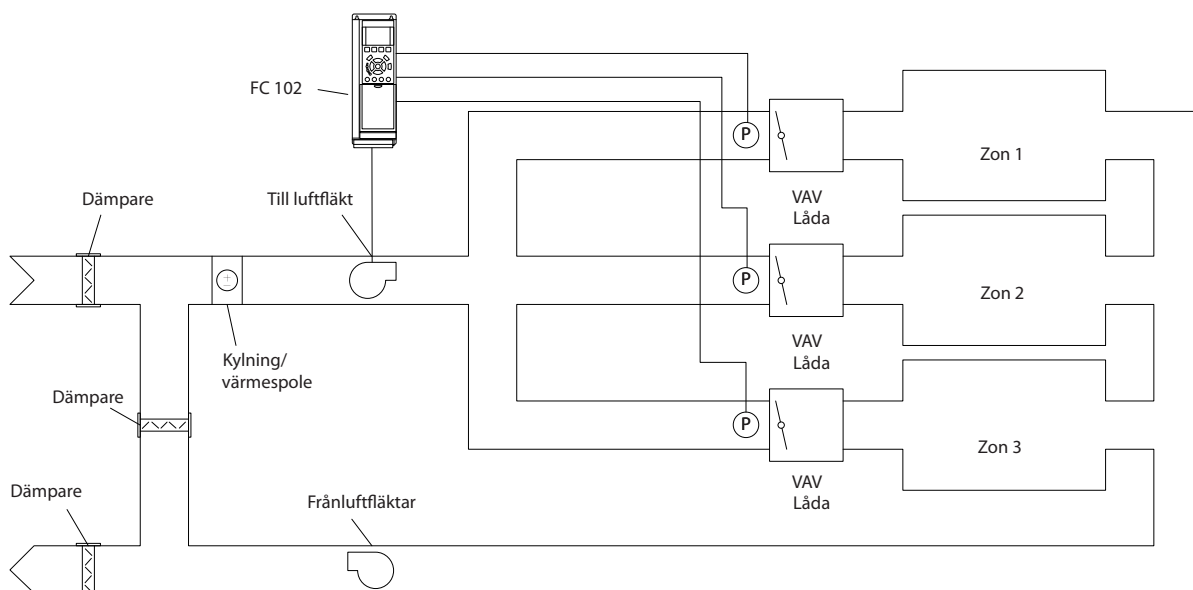 FC 102
P
Zon 1
Dämpare
Till luftfläkt
VAV
Låda
P
Zon 2
Kylning/
värmespole
VAV
Låda
Dämpare
P
Zon 3
Dämpare
Frånluftfläktar
VAV
Låda